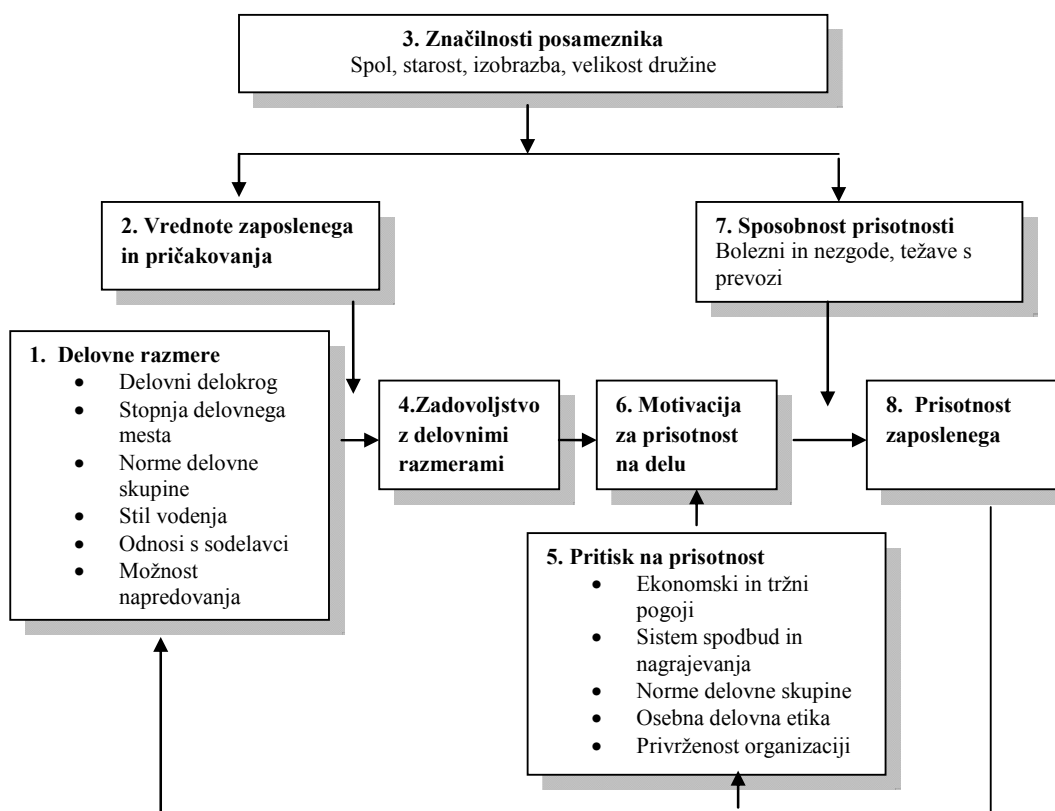 3. Značilnosti posameznika
Spol, starost, izobrazba, velikost družine
2. Vrednote zaposlenega
in pričakovanja
7. Sposobnost prisotnosti
Bolezni in nezgode, težave s
prevozi
1. Delovne razmere
• Delovni delokrog
• Stopnja delovnega
mesta
• Norme delovne
skupine
• Stil vodenja
• Odnosi s sodelavci
• Možnost
napredovanja
4.Zadovoljstvo
z delovnimi
razmerami
6. Motivacija
za prisotnost
na delu
8. Prisotnost
zaposlenega
5. Pritisk na prisotnost
• Ekonomski in tržni
pogoji
• Sistem spodbud in
nagrajevanja
• Norme delovne skupine
• Osebna delovna etika
• Privrženost organizaciji